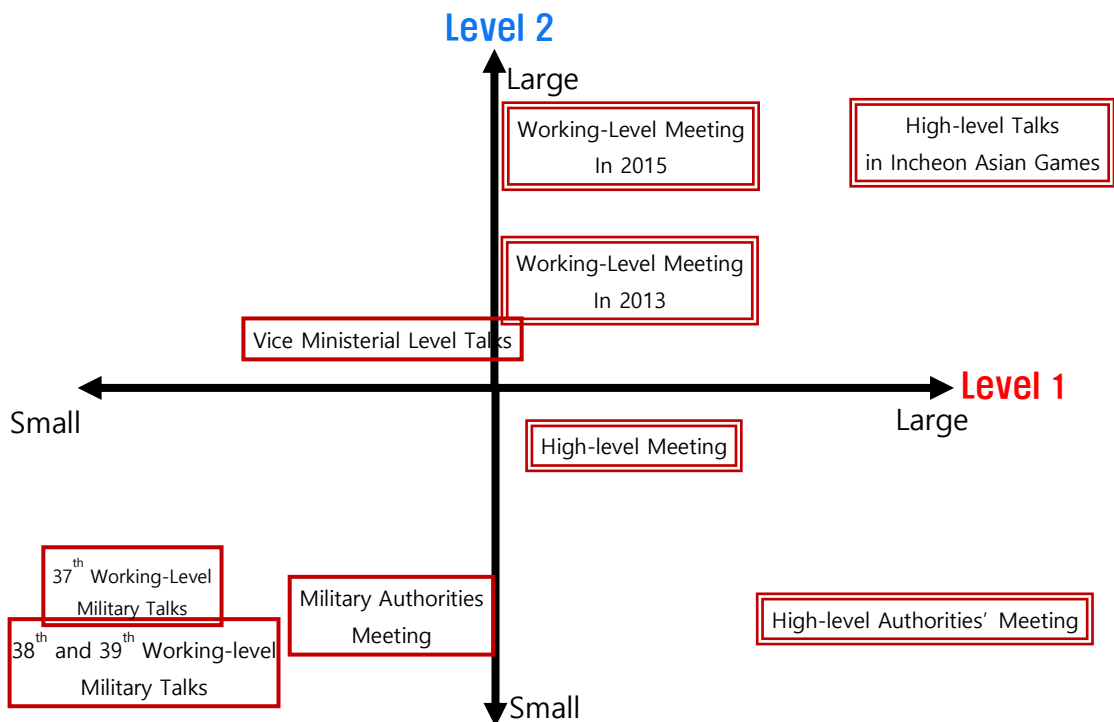 Level 2
Large
Working-Level Meeting
In 2015
High-level Talks
in Incheon Asian Games
Working-Level Meeting
In 2013
Vice Ministerial Level Talks
Level 1
Small
Large
High-level Meeting
37th Working-Level
Military Talks
Military Authorities
Meeting
High-level Authorities' Meeting
38th and 39th Working-level
Military Talks
Small